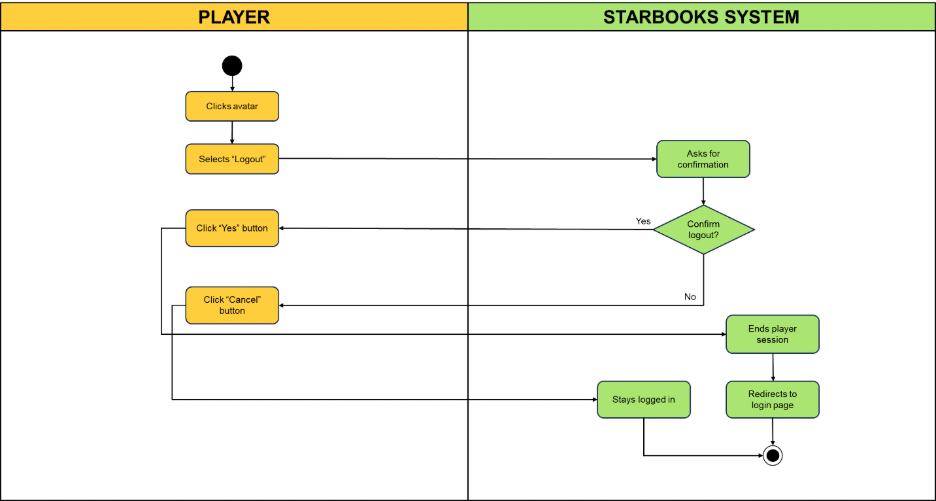 PLAYER
STARBOOKS SYSTEM
Clicks avatar
Selects “Logout”
Asks for
confirmation
Click “Yes” button
Yes
Confirm
logout?
Click “Cancel”
button
No
Ends player
session
Stays logged in
Redirects to
login page